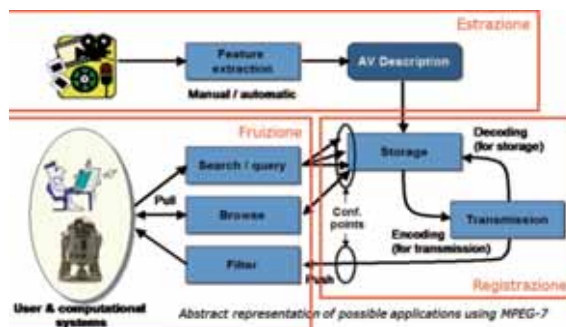 Estrazione
Feature
extraction
AV Description
Manual / automatic
Fruizione
Search / query
Storage
Decoding
(for storage)
Pull
Browse
Conf.
points
Transmission
Encoding
(for transmission)
Filter
Push
Registrazione
User & computational
systems
Abstract representation of possible applications using MPEG-7